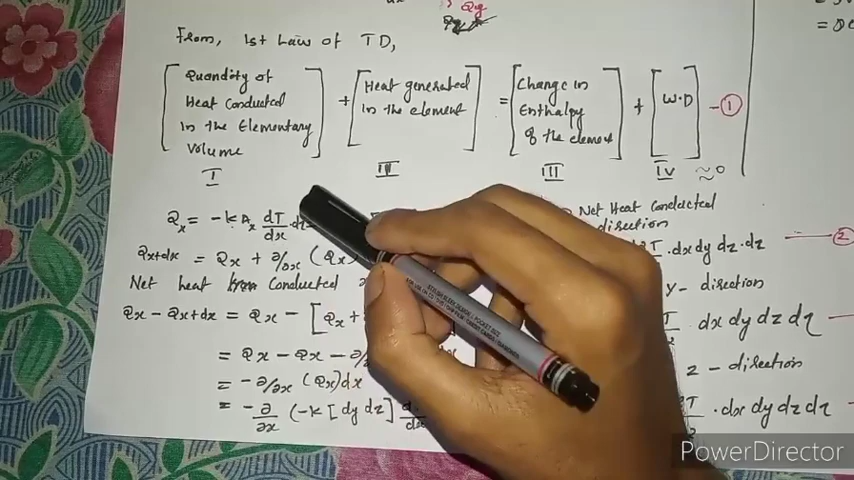 From, 1st Law of TD,
[Quandity of Heat Conducted in the Elementary Volume] + [Heat generated in the element] = [Change in Enthalpy of the element] + [W.D] - ①
I III III IV ≈0
Qx = -k Ax dT/dx .
Net Heat Conducted
direction
Qx+dx = Qx + ∂/∂x (Qx)
. dx dy dz . dτ — ②
Net heat Conducted
y - direction
Qx - Qx+dx = Qx - [Qx +
dx dy dz dτ —
= Qx - Qx - ∂/∂x
z - direction
= -∂/∂x (Qx) dx
= -∂/∂x (-k [dy dz]
. dx dy dz dτ —
PowerDirector